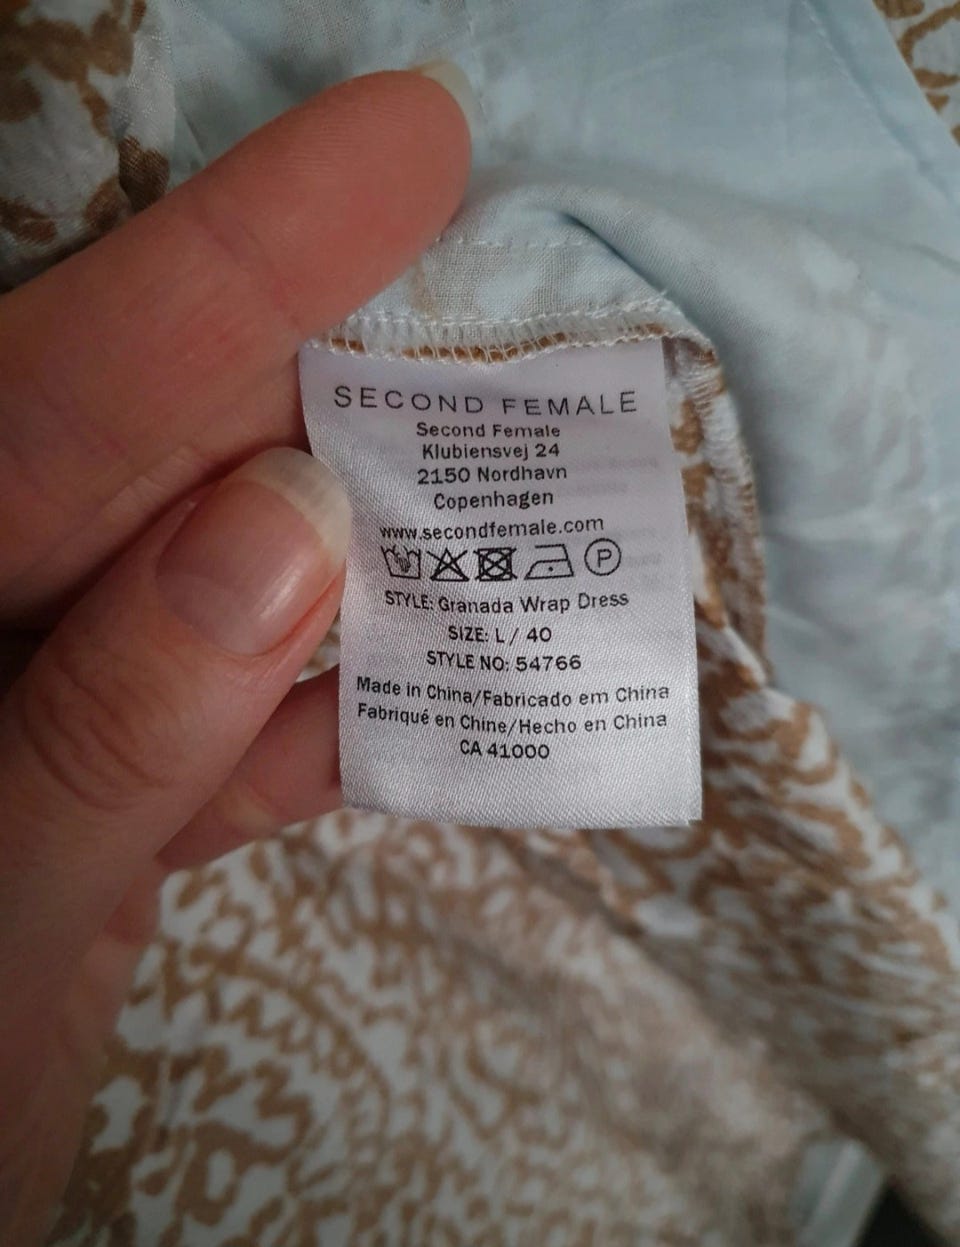 SECOND FEMALE
Second Female
Klubiensvej 24
2150 Nordhavn
Copenhagen
www.secondfemale.com
P
STYLE: Granada Wrap Dress
SIZE: L / 40
STYLE NO: 54766
Made in China/Fabricado em China
Fabriqué en Chine/Hecho en China
CA 41000